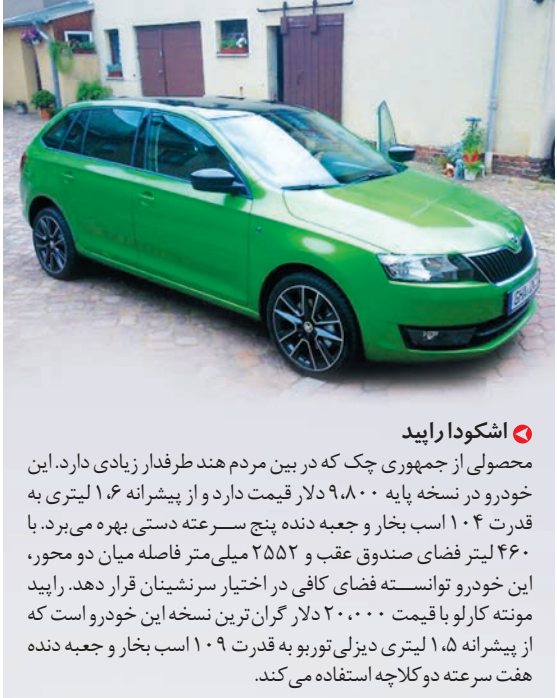 اشکودا راپید
محصولی از جمهوری چک که در بین مردم هند طرفدار زیادی دارد. این
خودرو در نسخه پایه ۹،۸۰۰ دلار قیمت دارد و از پیشرانه ۱،۶ لیتری به
قدرت ۱۰۴ اسب بخار و جعبه دنده پنج سرعته دستی بهره می‌برد. با
۴۶۰ لیتر فضای صندوق عقب و ۲۵۵۲ میلی‌متر فاصله میان دو محور،
این خودرو توانسته فضای کافی در اختیار سرنشینان قرار دهد. راپید
مونته کارلو با قیمت ۲۰،۰۰۰ دلار گران‌ترین نسخه این خودرو است که
از پیشرانه ۱،۵ لیتری دیزلی توربو به قدرت ۱۰۹ اسب بخار و جعبه دنده
هفت سرعته دوکلاچه استفاده می‌کند.